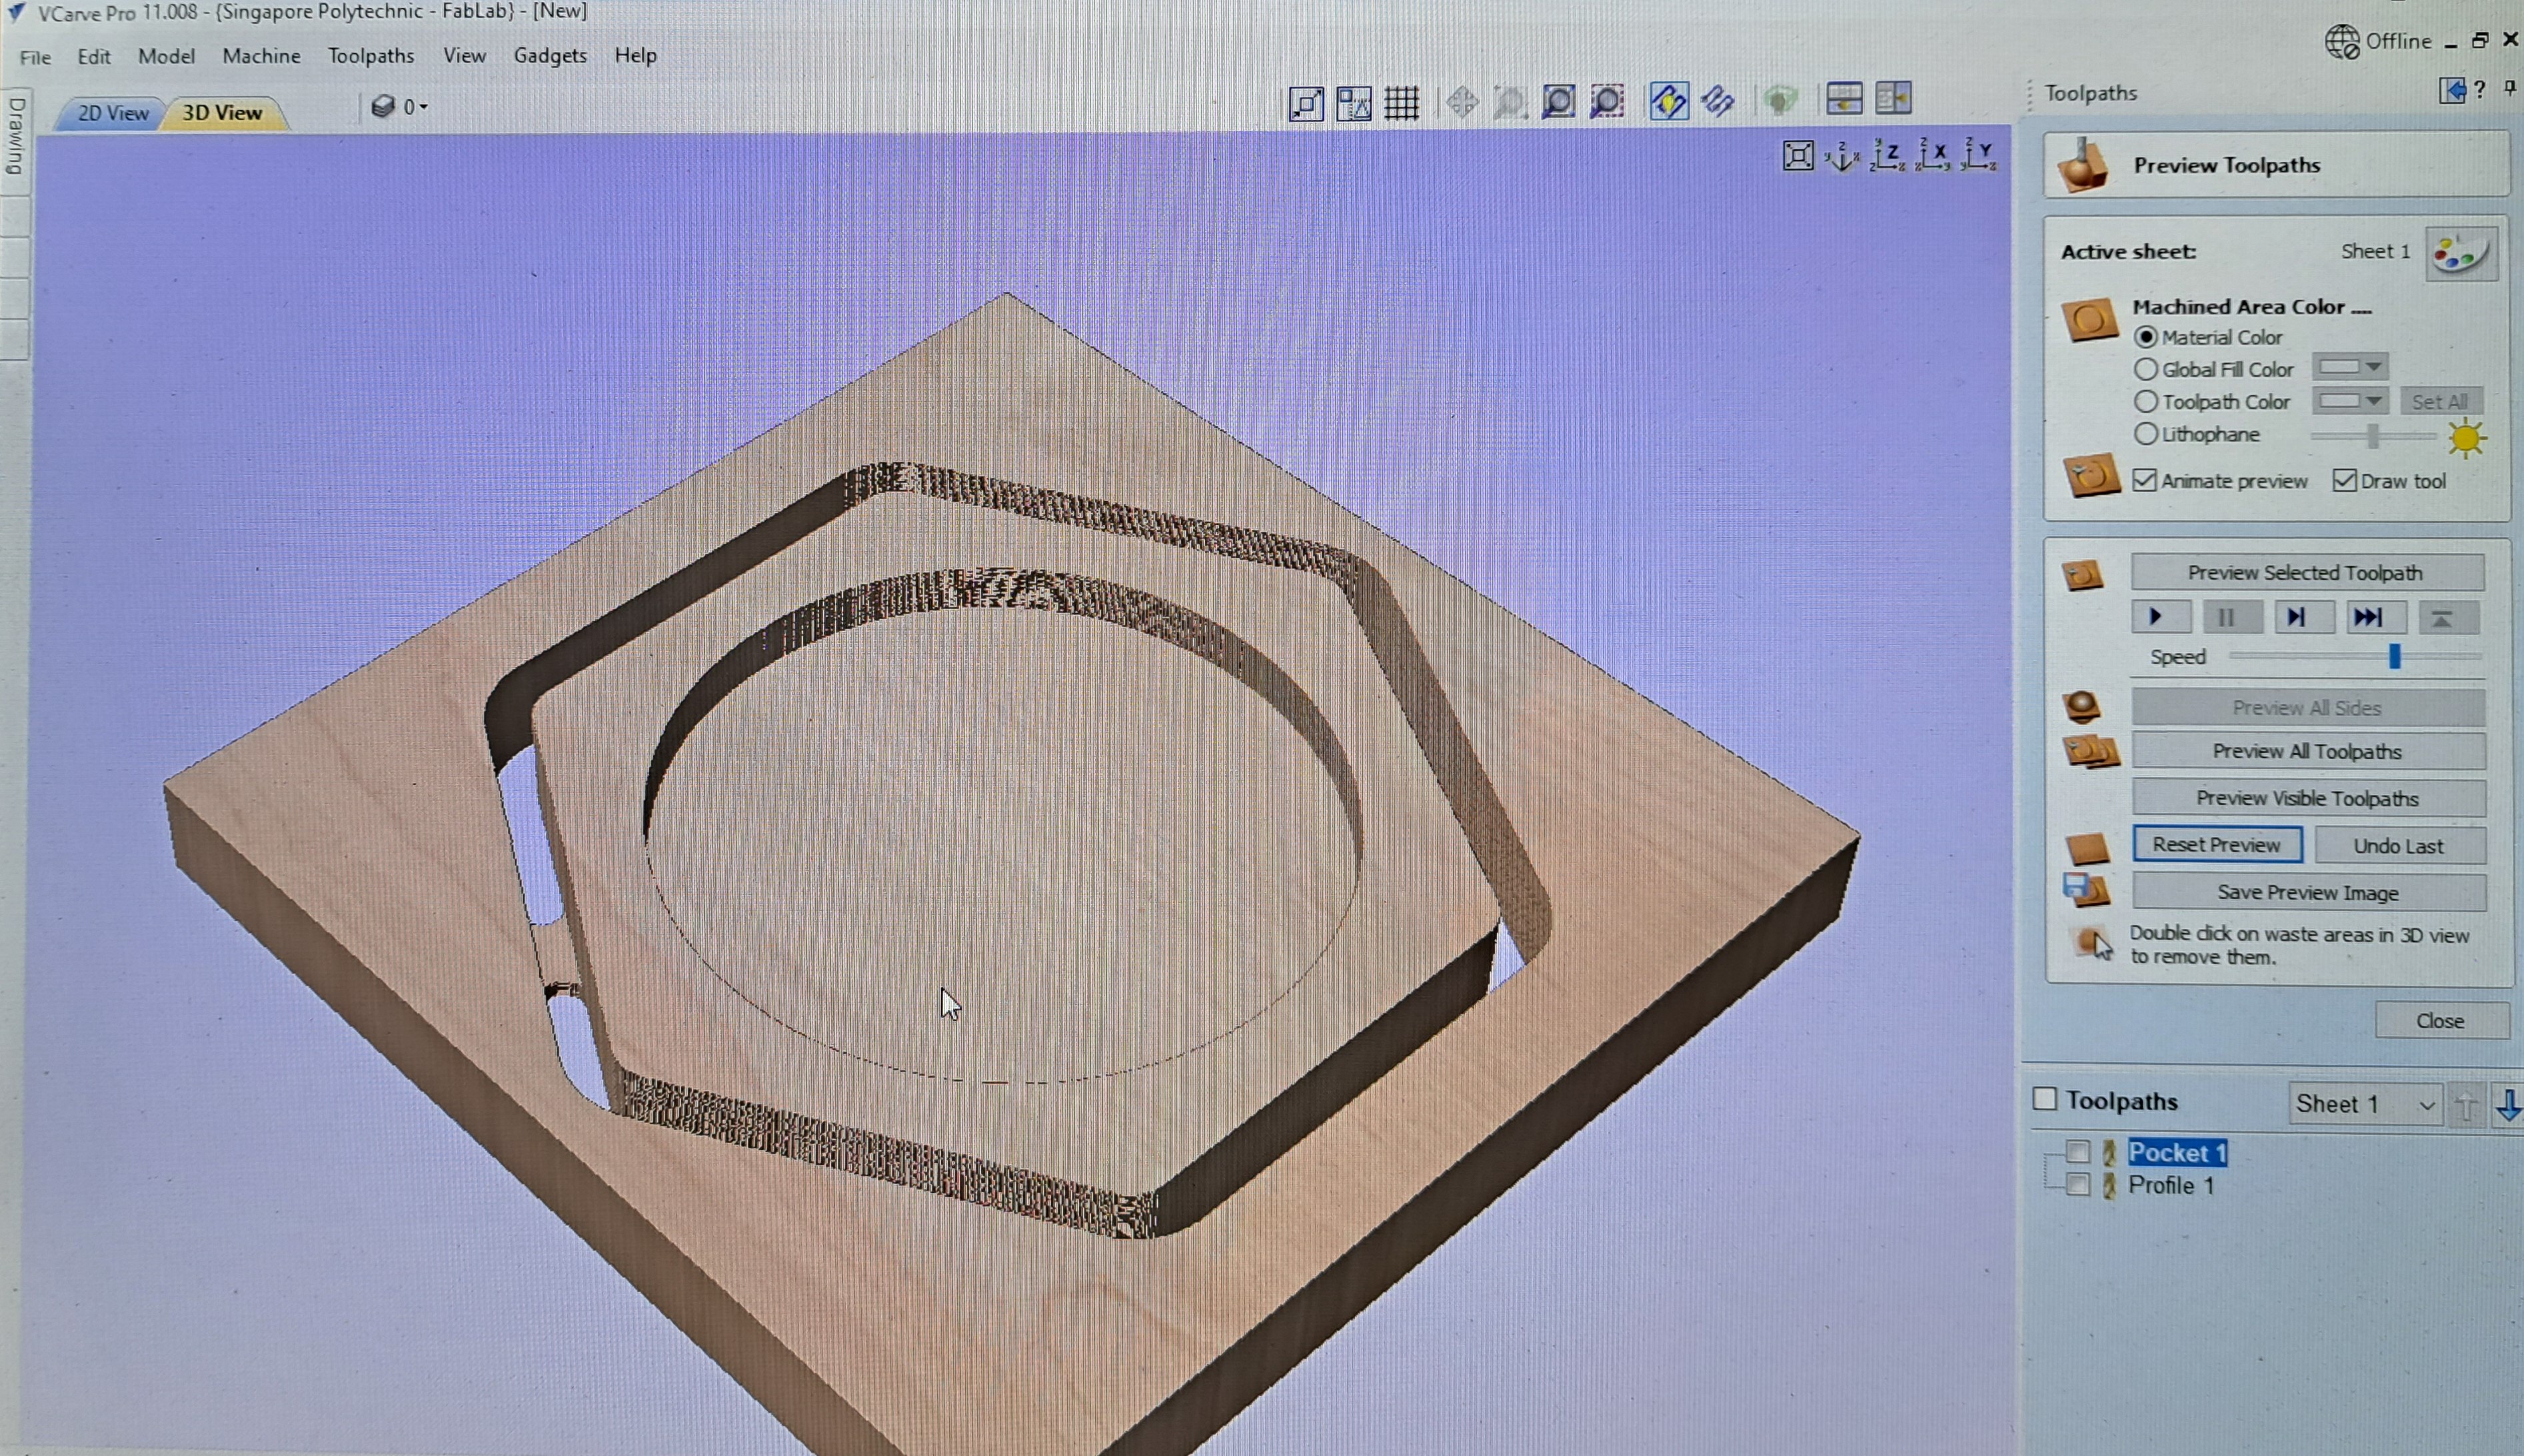 VCarve Pro 11.008 - {Singapore Polytechnic - FabLab} - [New]
File Edit Model Machine Toolpaths View Gadgets Help
Offline
Drawing
2D View 3D View 0
Toolpaths ?
Z X Y
Preview Toolpaths
Active sheet: Sheet 1
Machined Area Color ....
Material Color
Global Fill Color
Toolpath Color Set All
Lithophane
Animate preview Draw tool
Preview Selected Toolpath
Speed
Preview All Sides
Preview All Toolpaths
Preview Visible Toolpaths
Reset Preview Undo Last
Save Preview Image
Double click on waste areas in 3D view
to remove them.
Close
Toolpaths Sheet 1
Pocket 1
Profile 1